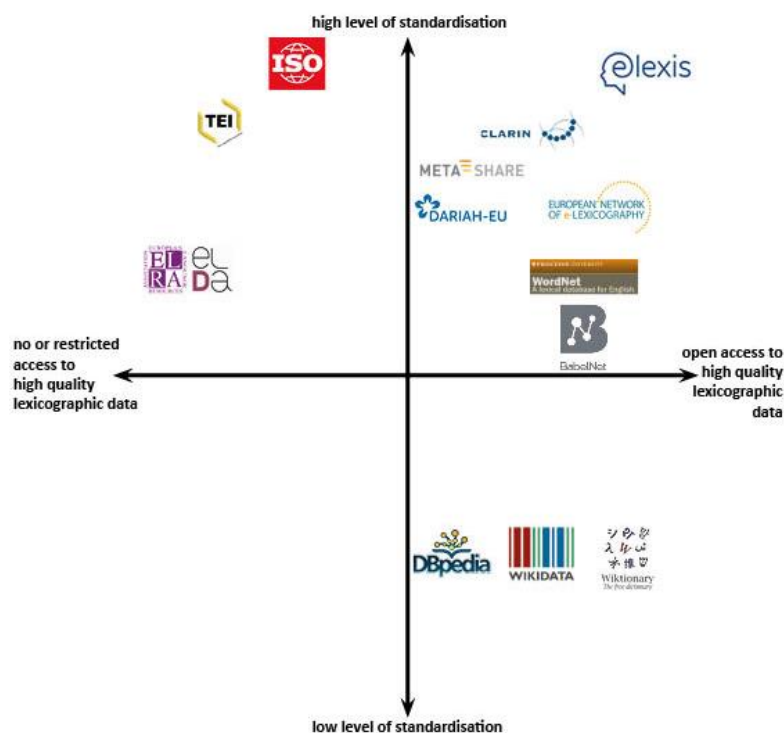 high level of standardisation
ISO
elexis
TEI
CLARIN
META SHARE
DARIAH-EU
EUROPEAN NETWORK
OF e-LEXICOGRAPHY
EL
RA
ELDa
WordNet
A lexical database for English
BabelNet
no or restricted
access to
high quality
lexicographic data
open access to
high quality
lexicographic
data
DBpedia
WIKIDATA
Wiktionary
The free dictionary
low level of standardisation